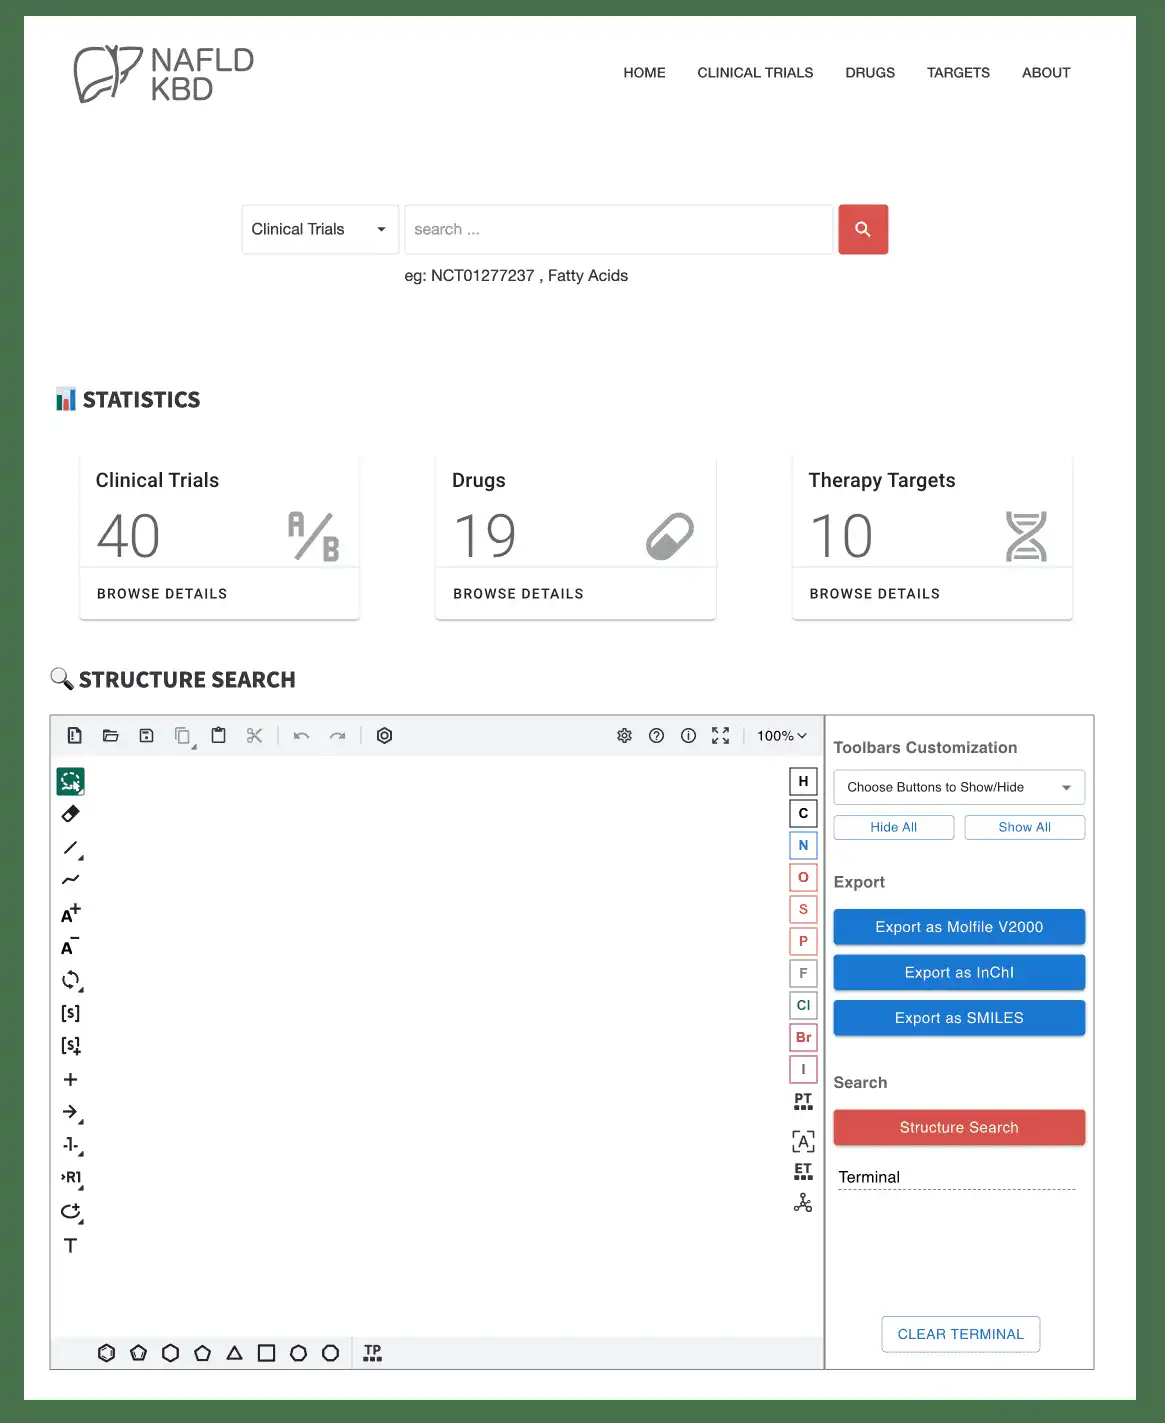 NAFLD
KBD
HOME CLINICAL TRIALS DRUGS TARGETS ABOUT
Clinical Trials search ...
eg: NCT01277237 , Fatty Acids
STATISTICS
Clinical Trials
40
A/B
BROWSE DETAILS
Drugs
19
BROWSE DETAILS
Therapy Targets
10
BROWSE DETAILS
STRUCTURE SEARCH
100%
A+
A-
[S]
[S]+
R1
T
H
C
N
O
S
P
F
Cl
Br
I
PT
[A]
ET
TP
Toolbars Customization
Choose Buttons to Show/Hide
Hide All Show All
Export
Export as Molfile V2000
Export as InChI
Export as SMILES
Search
Structure Search
Terminal
CLEAR TERMINAL